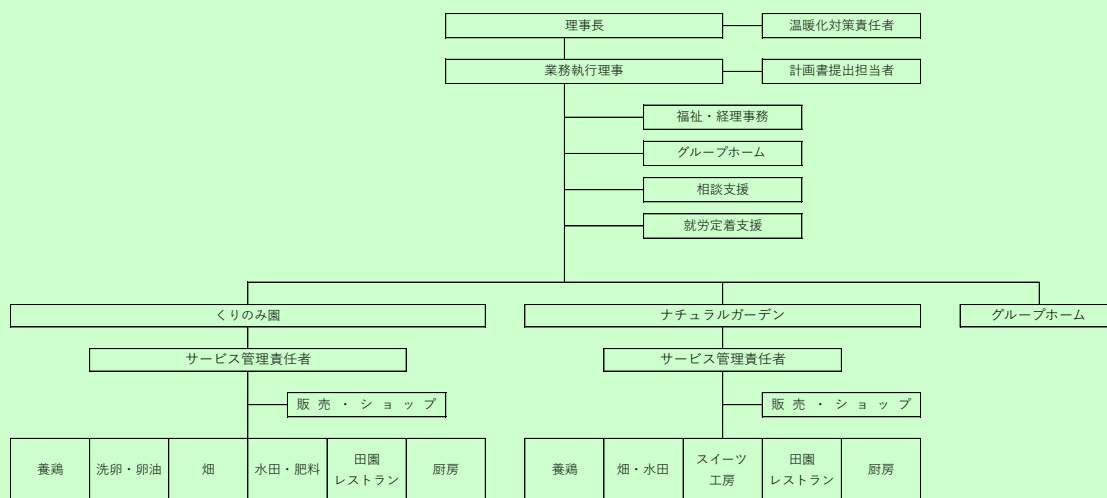 理事長
温暖化対策責任者
業務執行理事
計画書提出担当者
福祉・経理事務
グループホーム
相談支援
就労定着支援
くりのみ園
ナチュラルガーデン
グループホーム
サービス管理責任者
サービス管理責任者
販売・ショップ
販売・ショップ
養鶏
洗卵・卵油
畑
水田・肥料
田園
レストラン
厨房
養鶏
畑・水田
スイーツ
工房
田園
レストラン
厨房